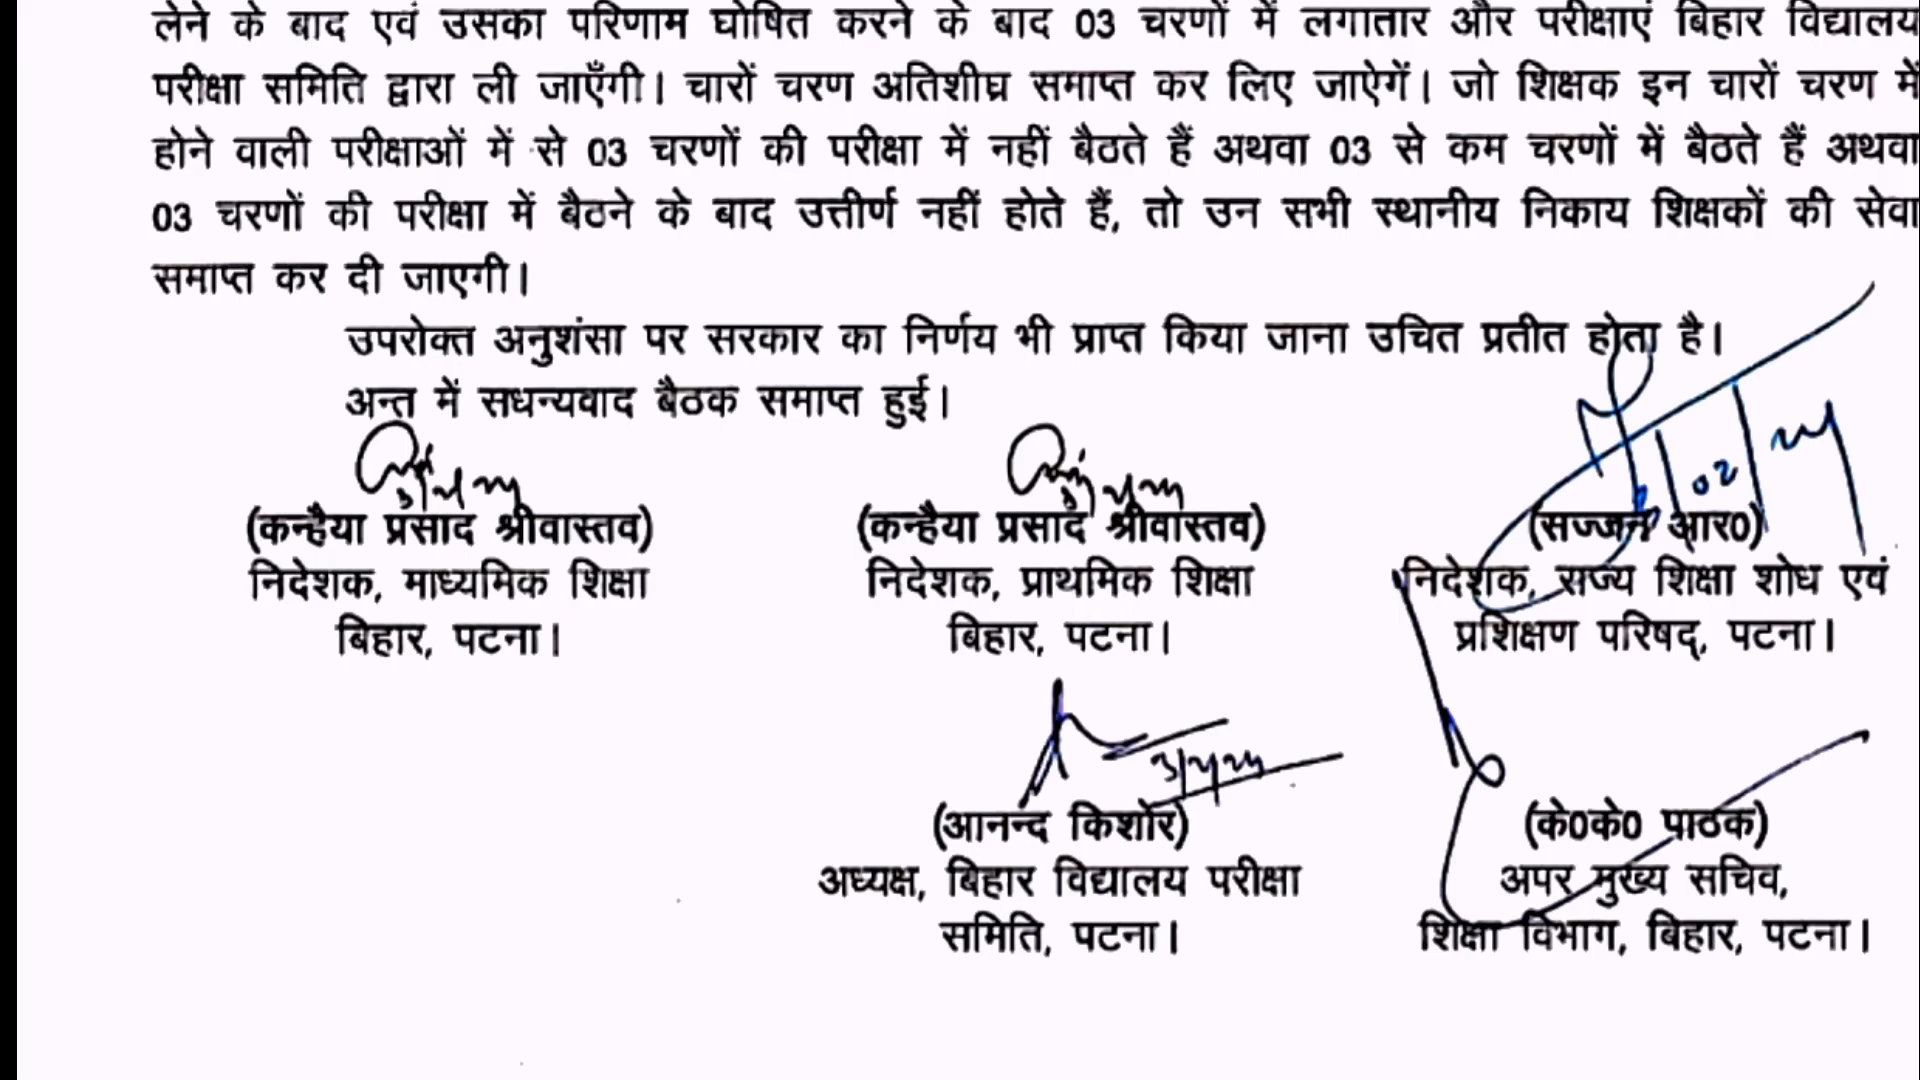 लेने के बाद एवं उसका परिणाम घोषित करने के बाद 03 चरणों में लगातार और परीक्षाएं बिहार विद्यालय
परीक्षा समिति द्वारा ली जाएँगी। चारों चरण अतिशीघ्र समाप्त कर लिए जाऐगें। जो शिक्षक इन चारों चरण में
होने वाली परीक्षाओं में से 03 चरणों की परीक्षा में नहीं बैठते हैं अथवा 03 से कम चरणों में बैठते हैं अथवा
03 चरणों की परीक्षा में बैठने के बाद उत्तीर्ण नहीं होते हैं, तो उन सभी स्थानीय निकाय शिक्षकों की सेवा
समाप्त कर दी जाएगी।
उपरोक्त अनुशंसा पर सरकार का निर्णय भी प्राप्त किया जाना उचित प्रतीत होता है।
अन्त में सधन्यवाद बैठक समाप्त हुई।
(कन्हैया प्रसाद श्रीवास्तव)
निदेशक, माध्यमिक शिक्षा
बिहार, पटना।
(कन्हैया प्रसाद श्रीवास्तव)
निदेशक, प्राथमिक शिक्षा
बिहार, पटना।
(सज्जन आर0)
निदेशक, राज्य शिक्षा शोध एवं
प्रशिक्षण परिषद्, पटना।
(आनन्द किशोर)
अध्यक्ष, बिहार विद्यालय परीक्षा
समिति, पटना।
(के0के0 पाठक)
अपर मुख्य सचिव,
शिक्षा विभाग, बिहार, पटना।